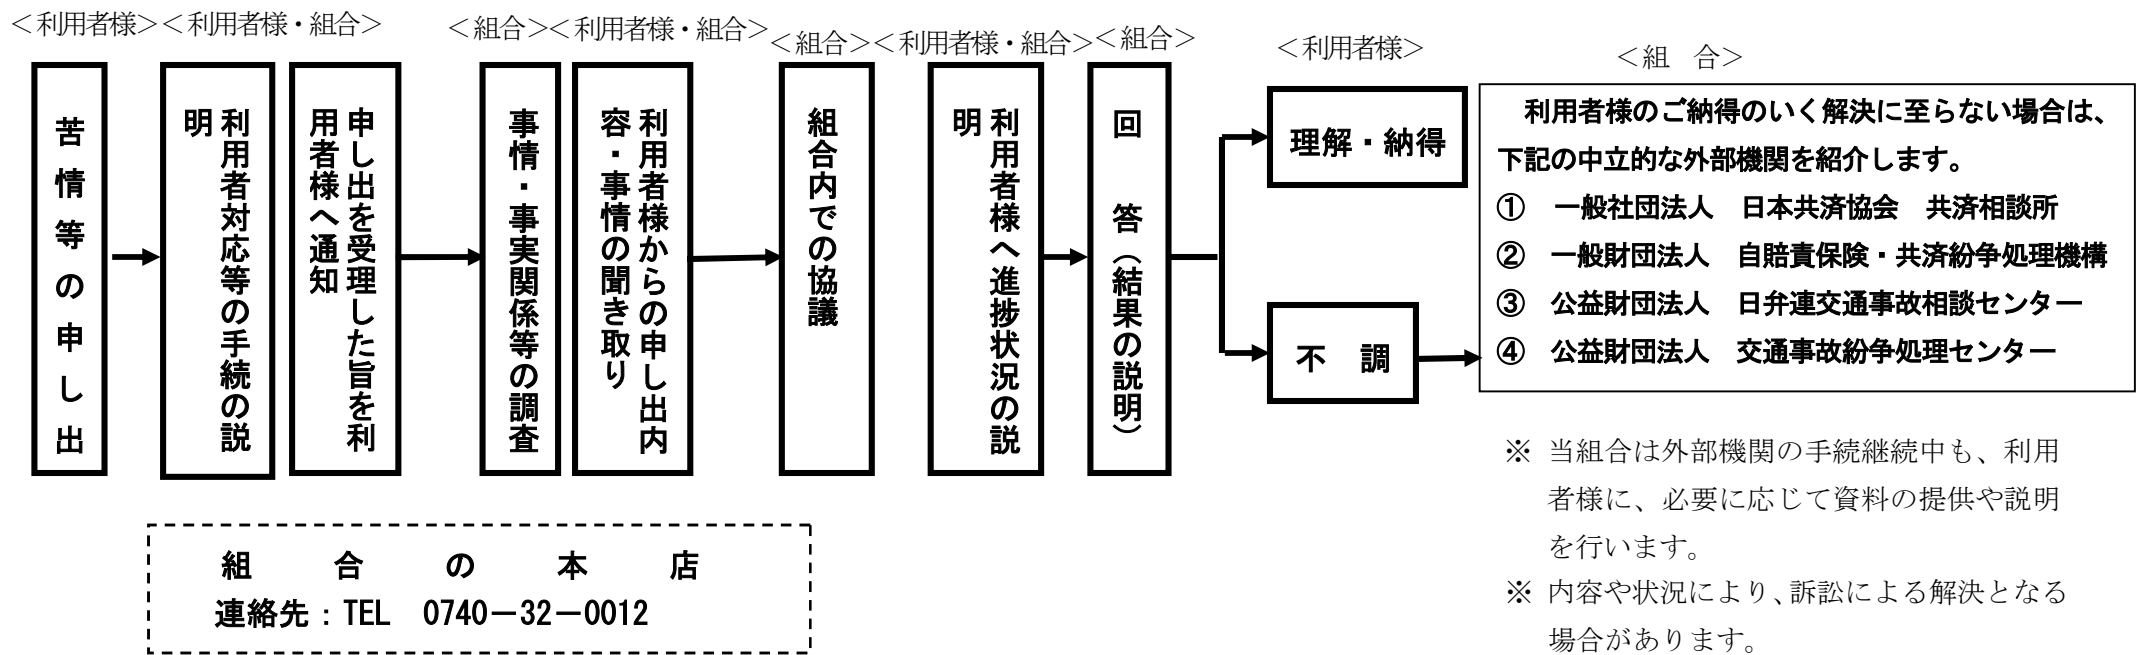 ＜利用者様＞
＜利用者様・組合＞
＜組合＞
＜利用者様・組合＞
＜組合＞
＜利用者様・組合＞
＜組合＞
＜利用者様＞
＜組　合＞
苦情等の申し出
利用者対応等の手続の説
明
申し出を受理した旨を利
用者様へ通知
事情・事実関係等の調査
利用者様からの申し出内
容・事情の聞き取り
組合内での協議
利用者様へ進捗状況の説
明
回　答（結果の説明）
理解・納得
不　調
利用者様のご納得のいく解決に至らない場合は、
下記の中立的な外部機関を紹介します。
①　一般社団法人　日本共済協会　共済相談所
②　一般財団法人　自賠責保険・共済紛争処理機構
③　公益財団法人　日弁連交通事故相談センター
④　公益財団法人　交通事故紛争処理センター
※ 当組合は外部機関の手続継続中も、利用
者様に、必要に応じて資料の提供や説明
を行います。
※ 内容や状況により、訴訟による解決となる
場合があります。
組　合　の　本　店
連絡先：TEL　0740－32－0012